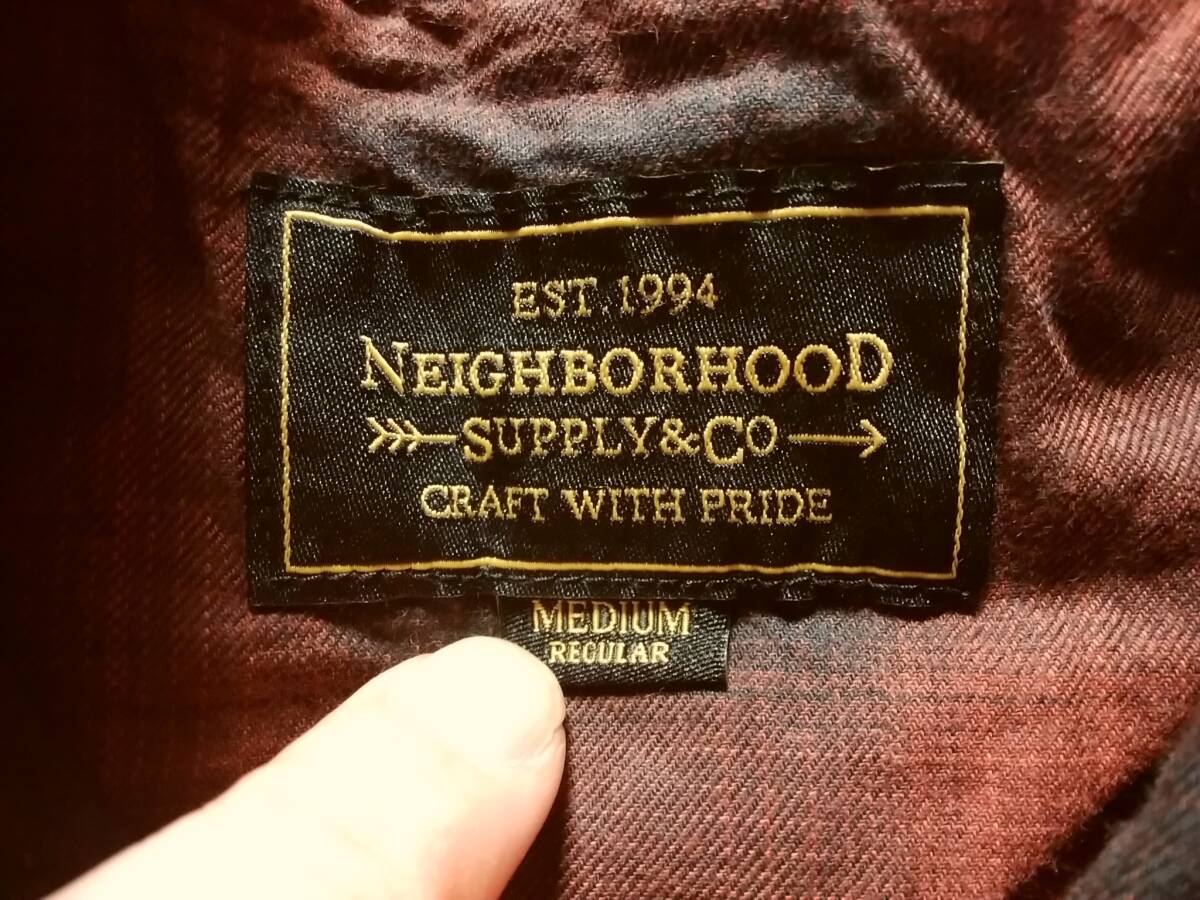 EST. 1994
NEIGHBORHOOD
SUPPLY&CO
CRAFT WITH PRIDE
MEDIUM
REGULAR